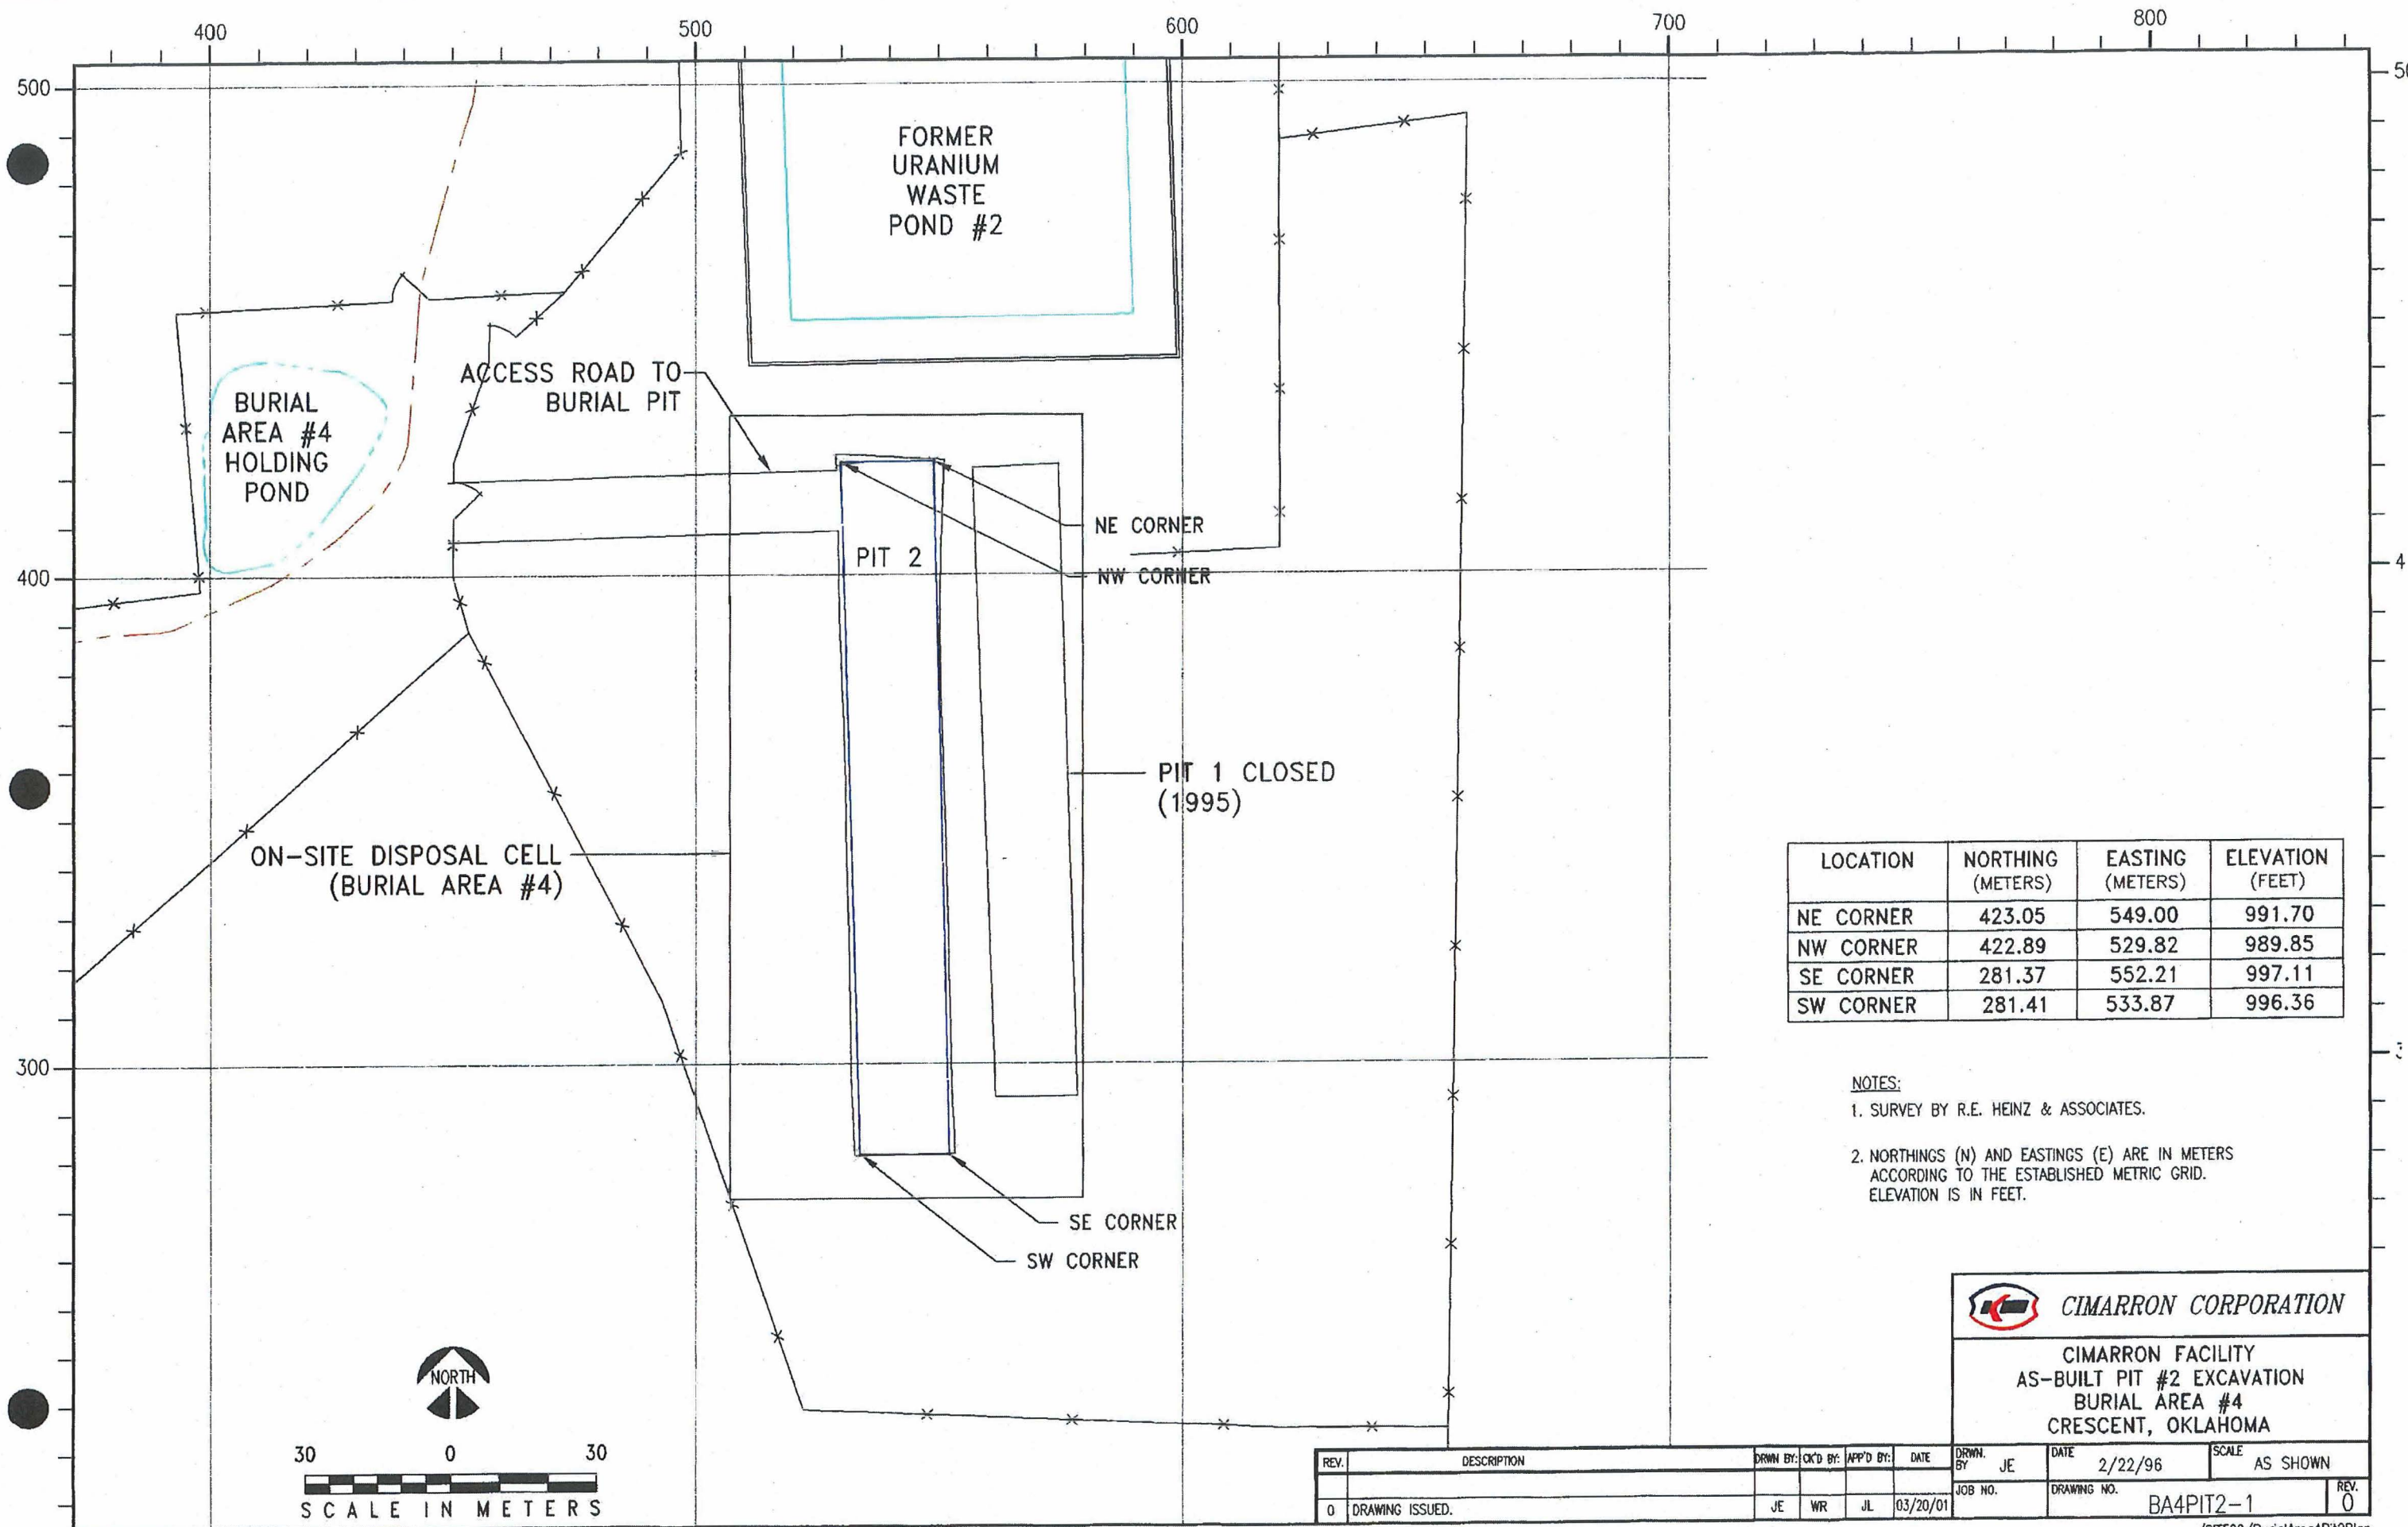 400 500 600 700 800
500
400
300
FORMER
URANIUM
WASTE
POND #2
ACCESS ROAD TO
BURIAL PIT
BURIAL
AREA #4
HOLDING
POND
NE CORNER
PIT 2
NW CORNER
PIT 1 CLOSED
(1995)
ON-SITE DISPOSAL CELL
(BURIAL AREA #4)
SE CORNER
SW CORNER
LOCATION NORTHING (METERS) EASTING (METERS) ELEVATION (FEET)
NE CORNER 423.05 549.00 991.70
NW CORNER 422.89 529.82 989.85
SE CORNER 281.37 552.21 997.11
SW CORNER 281.41 533.87 996.36
NOTES:
1. SURVEY BY R.E. HEINZ & ASSOCIATES.
2. NORTHINGS (N) AND EASTINGS (E) ARE IN METERS
ACCORDING TO THE ESTABLISHED METRIC GRID.
ELEVATION IS IN FEET.
NORTH
30 0 30
SCALE IN METERS
CIMARRON CORPORATION
CIMARRON FACILITY
AS-BUILT PIT #2 EXCAVATION
BURIAL AREA #4
CRESCENT, OKLAHOMA
REV. DESCRIPTION DRWN BY: CK'D BY: APP'D BY: DATE
0 DRAWING ISSUED. JE WR JL 03/20/01
DRWN. BY JE DATE 2/22/96 SCALE AS SHOWN
JOB NO. DRAWING NO. BA4PIT2-1 REV. 0